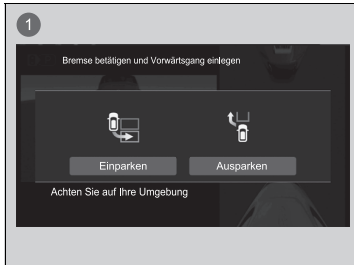 1
Bremse betätigen und Vorwärtsgang einlegen
Einparken
Ausparken
Achten Sie auf Ihre Umgebung